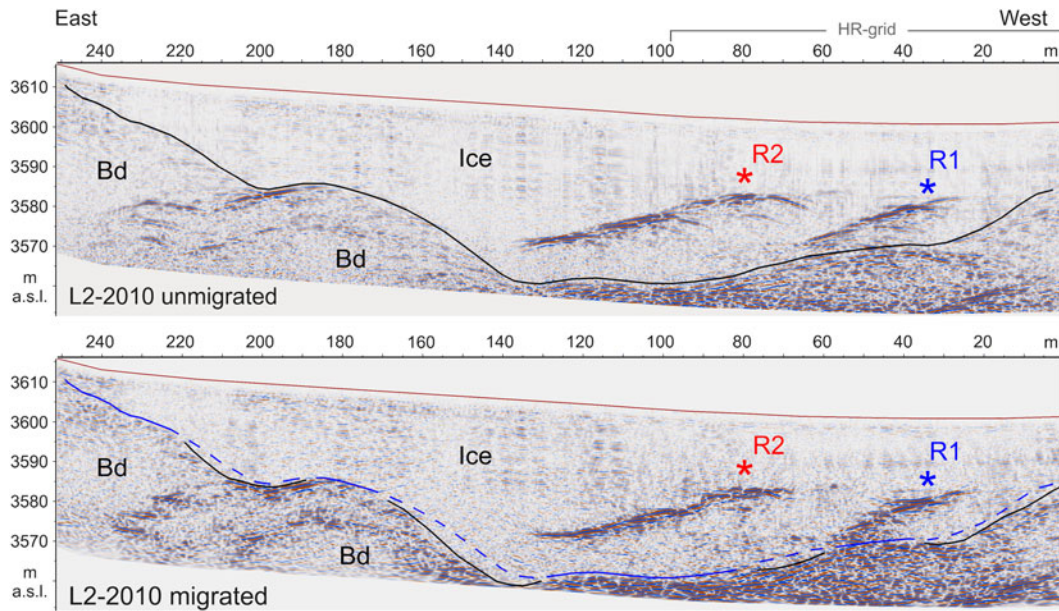 East West
HR-grid
240 220 200 180 160 140 120 100 80 60 40 20 m
3610
3600
3590
3580
3570
m
a.s.l.
Bd
Ice
R2
*
R1
*
Bd
L2-2010 unmigrated
240 220 200 180 160 140 120 100 80 60 40 20 m
3610
3600
3590
3580
3570
m
a.s.l.
Bd
Ice
R2
*
R1
*
Bd
L2-2010 migrated